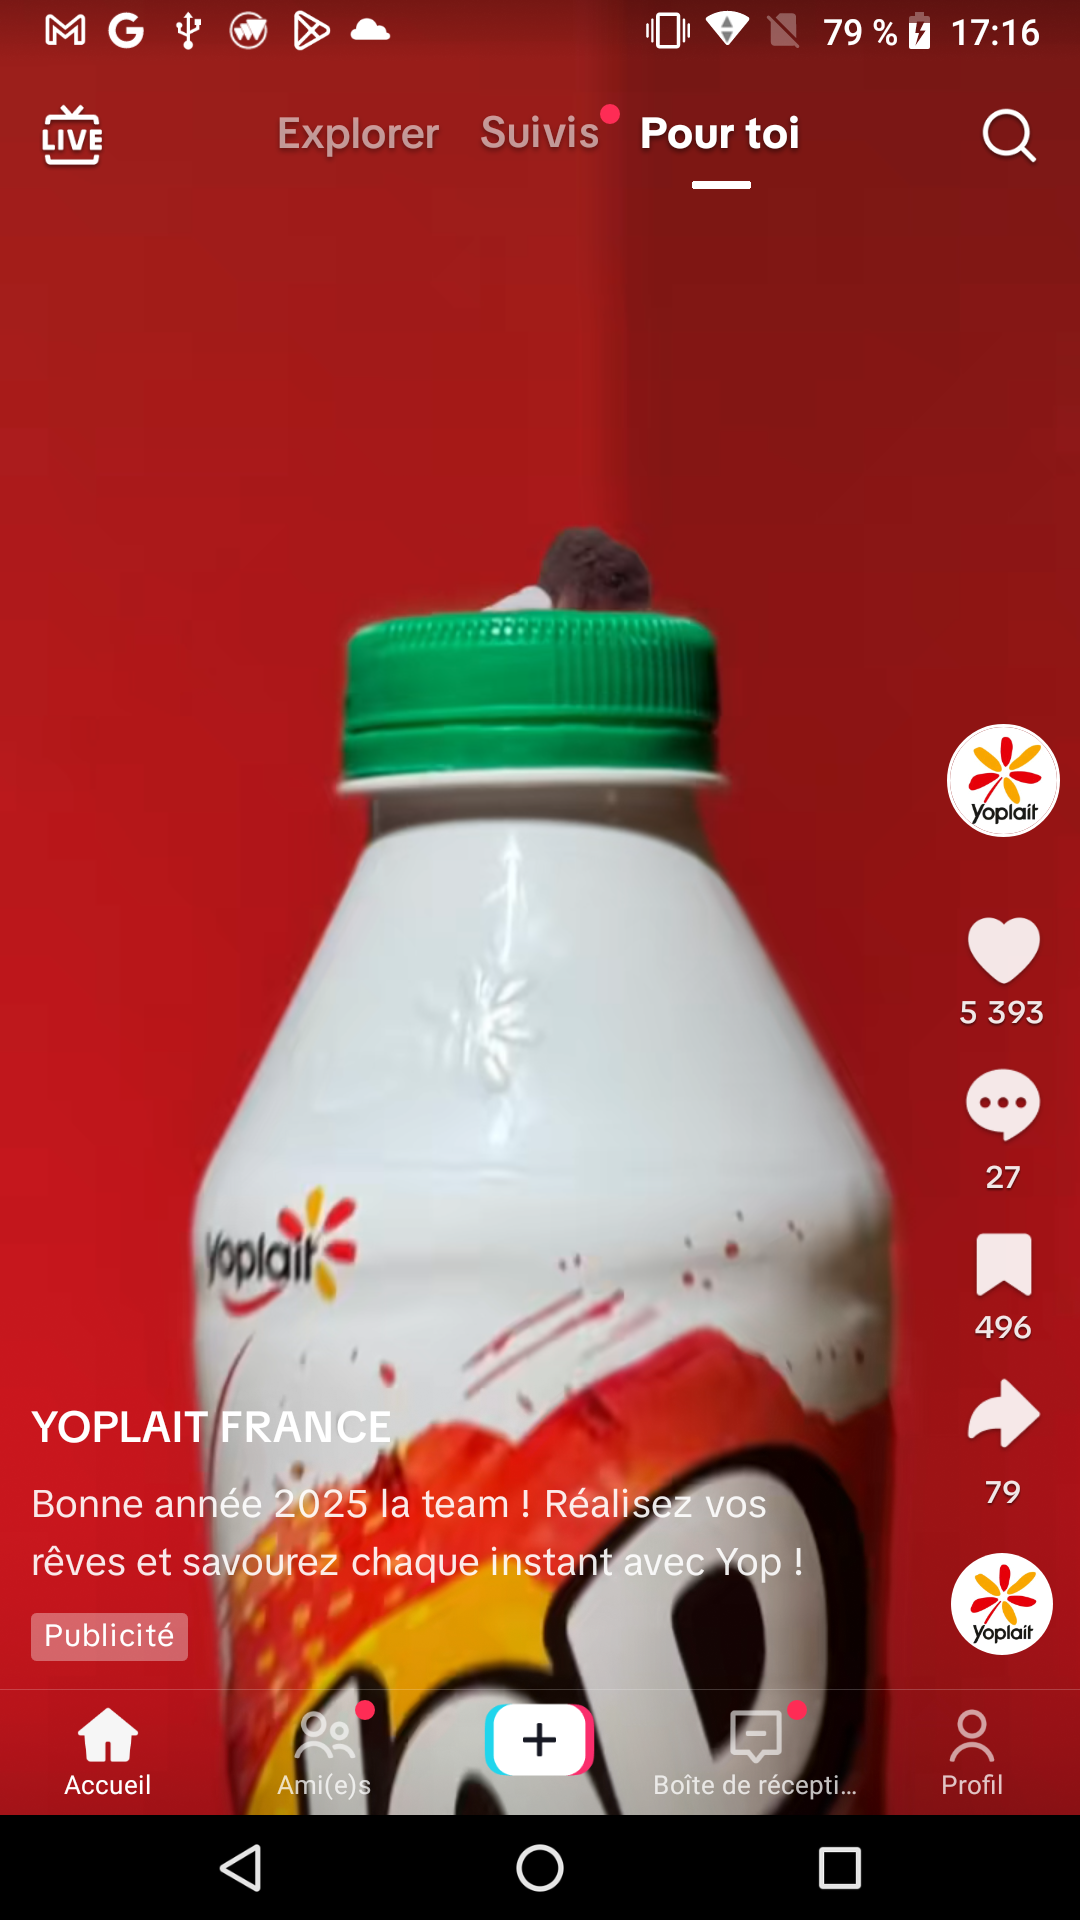 79 % 17:16
LIVE
Explorer Suivis Pour toi
Yoplait
5 393
27
Yoplait
496
YOPLAIT FRANCE
79
Bonne année 2025 la team ! Réalisez vos
rêves et savourez chaque instant avec Yop !
Yoplait
Publicité
Accueil Ami(e)s Boîte de récepti... Profil